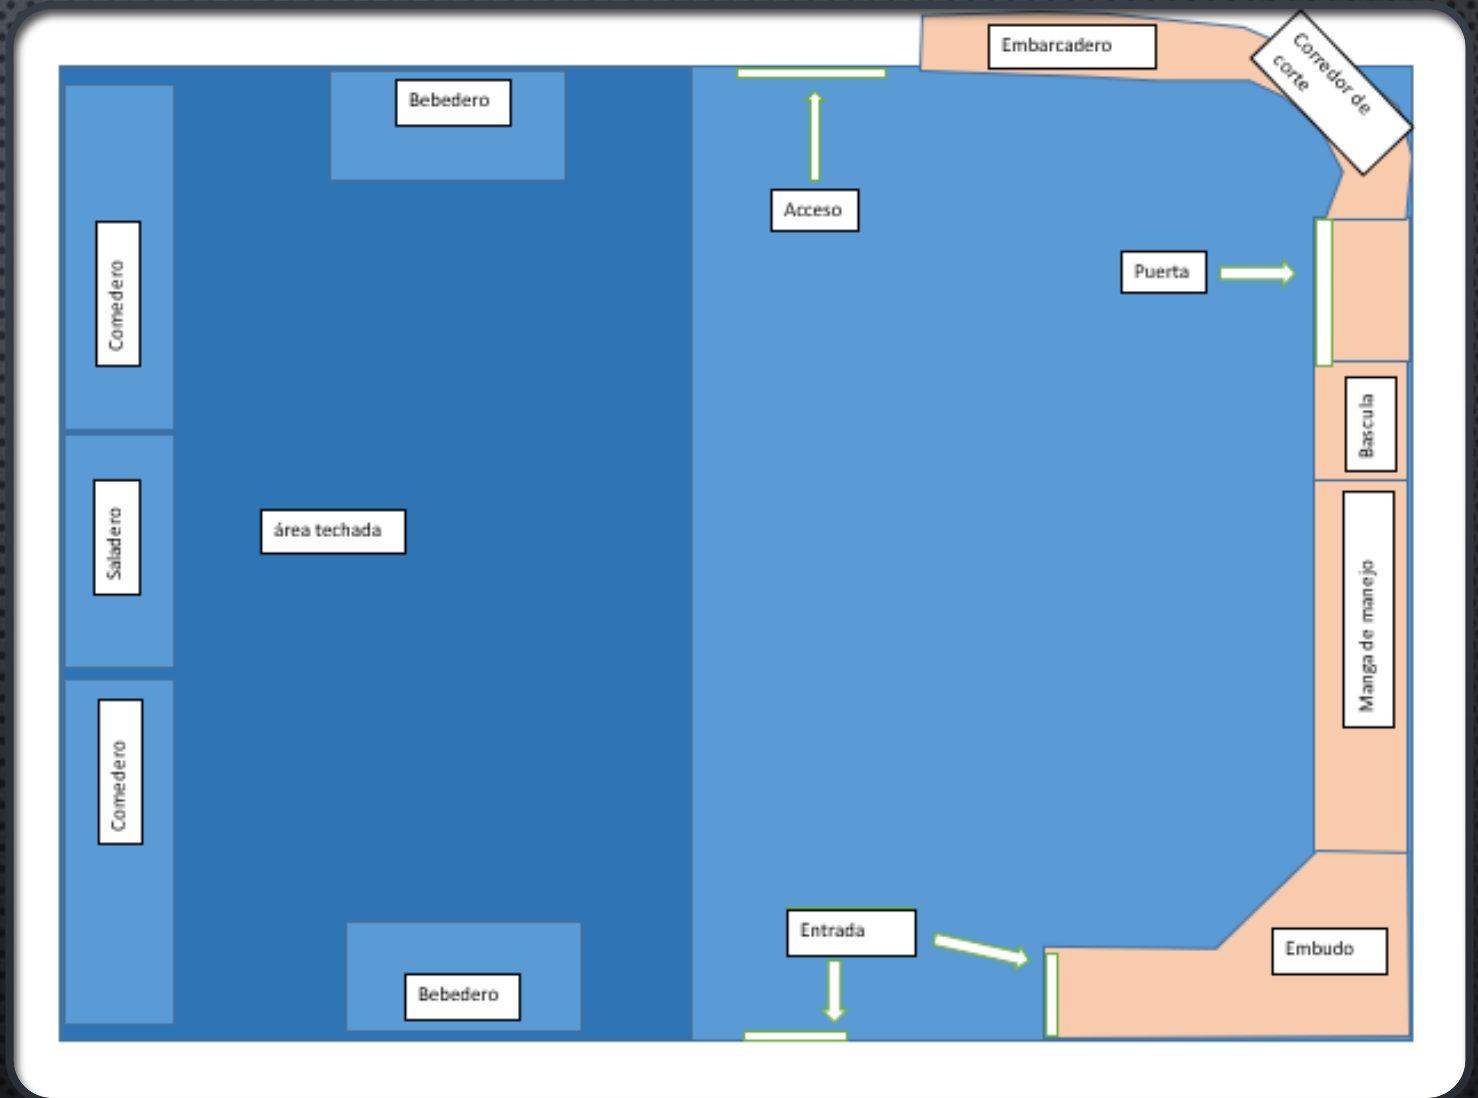 Embarcadero
Corredor de
corte
Bebedero
Acceso
Puerta
Comedero
Bascula
Saladero
área techada
Manga de manejo
Comedero
Entrada
Embudo
Bebedero